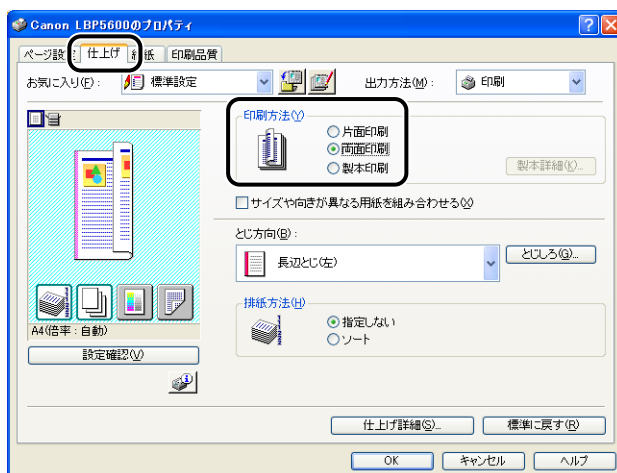 Canon LBP5600のプロパティ
ページ設定 仕上げ 給紙 印刷品質
お気に入り(F): 標準設定 出力方法(M): 印刷
印刷方法(Y)
片面印刷
両面印刷
製本印刷 製本詳細(K)...
サイズや向きが異なる用紙を組み合わせる(X)
とじ方向(B):
長辺とじ(左) とじしろ(G)...
排紙方法(H)
指定しない
ソート
A4(倍率:自動)
設定確認(V)
仕上げ詳細(S)... 標準に戻す(R)
OK キャンセル ヘルプ